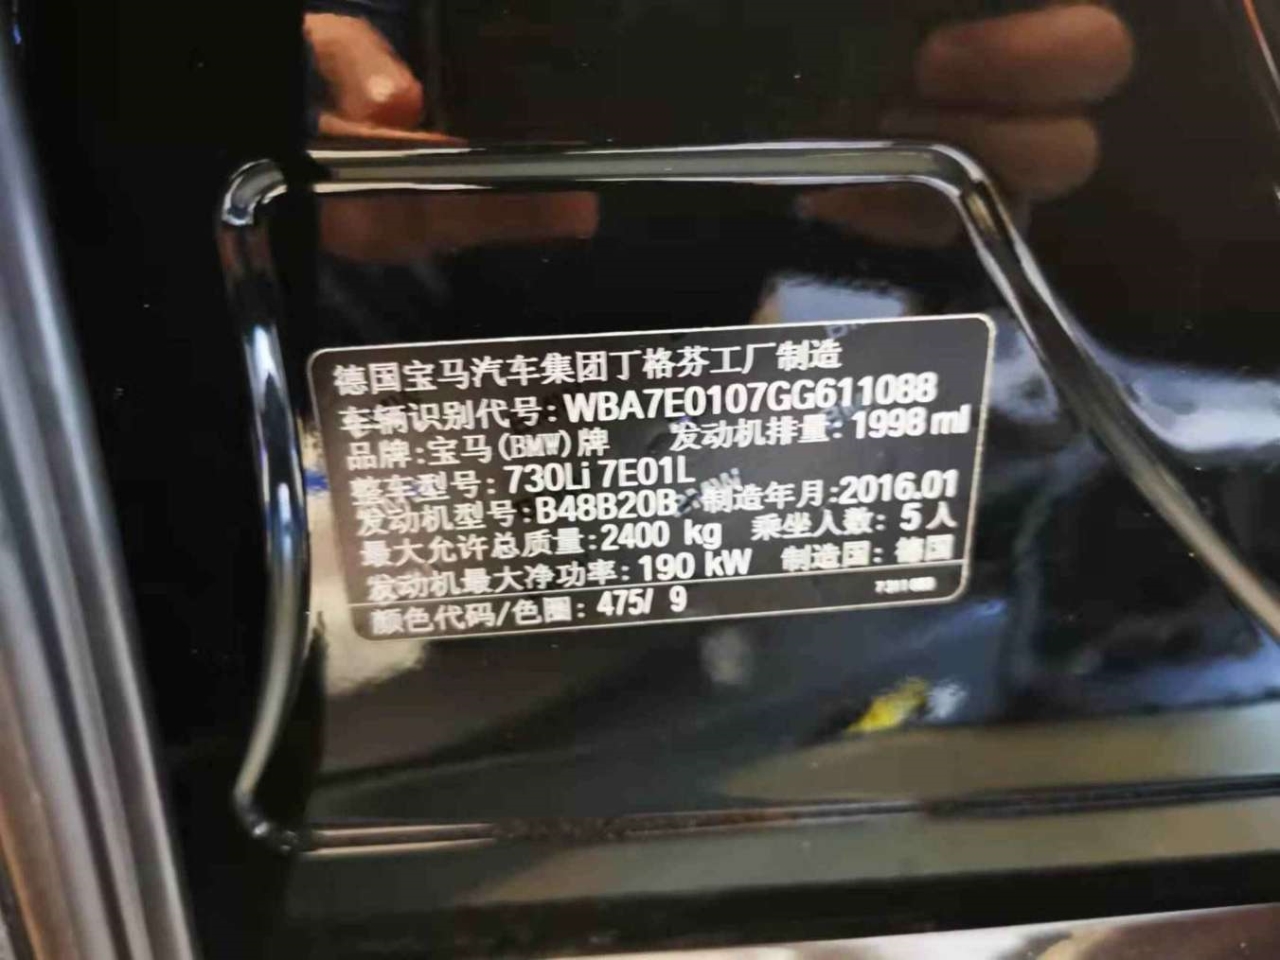 德国宝马汽车集团丁格芬工厂制造
车辆识别代号: WBA7E0107GG611088
品牌: 宝马(BMW)牌 发动机排量: 1998 ml
整车型号: 730Li 7E01L
发动机型号: B48B20B 制造年月: 2016.01
最大允许总质量: 2400 kg 乘坐人数: 5人
发动机最大净功率: 190 kW 制造国: 德国
颜色代码/色圈: 475/ 9